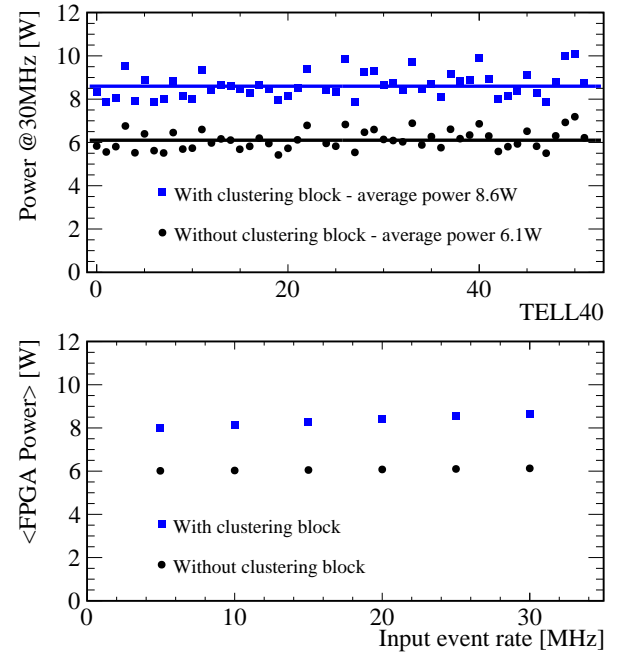 Power @30MHz [W]
12
10
8
6
4
2
0
With clustering block - average power 8.6W
Without clustering block - average power 6.1W
0 20 40
TELL40
<FPGA Power> [W]
12
10
8
6
4
2
0
With clustering block
Without clustering block
0 10 20 30
Input event rate [MHz]